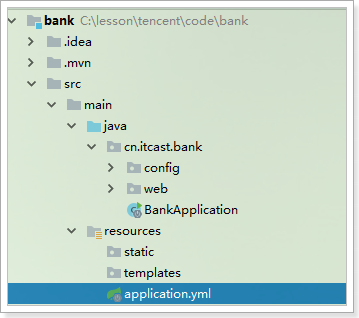 bank C:\lesson\tencent\code\bank
.idea
.mvn
src
main
java
cn.itcast.bank
config
web
BankApplication
resources
static
templates
application.yml